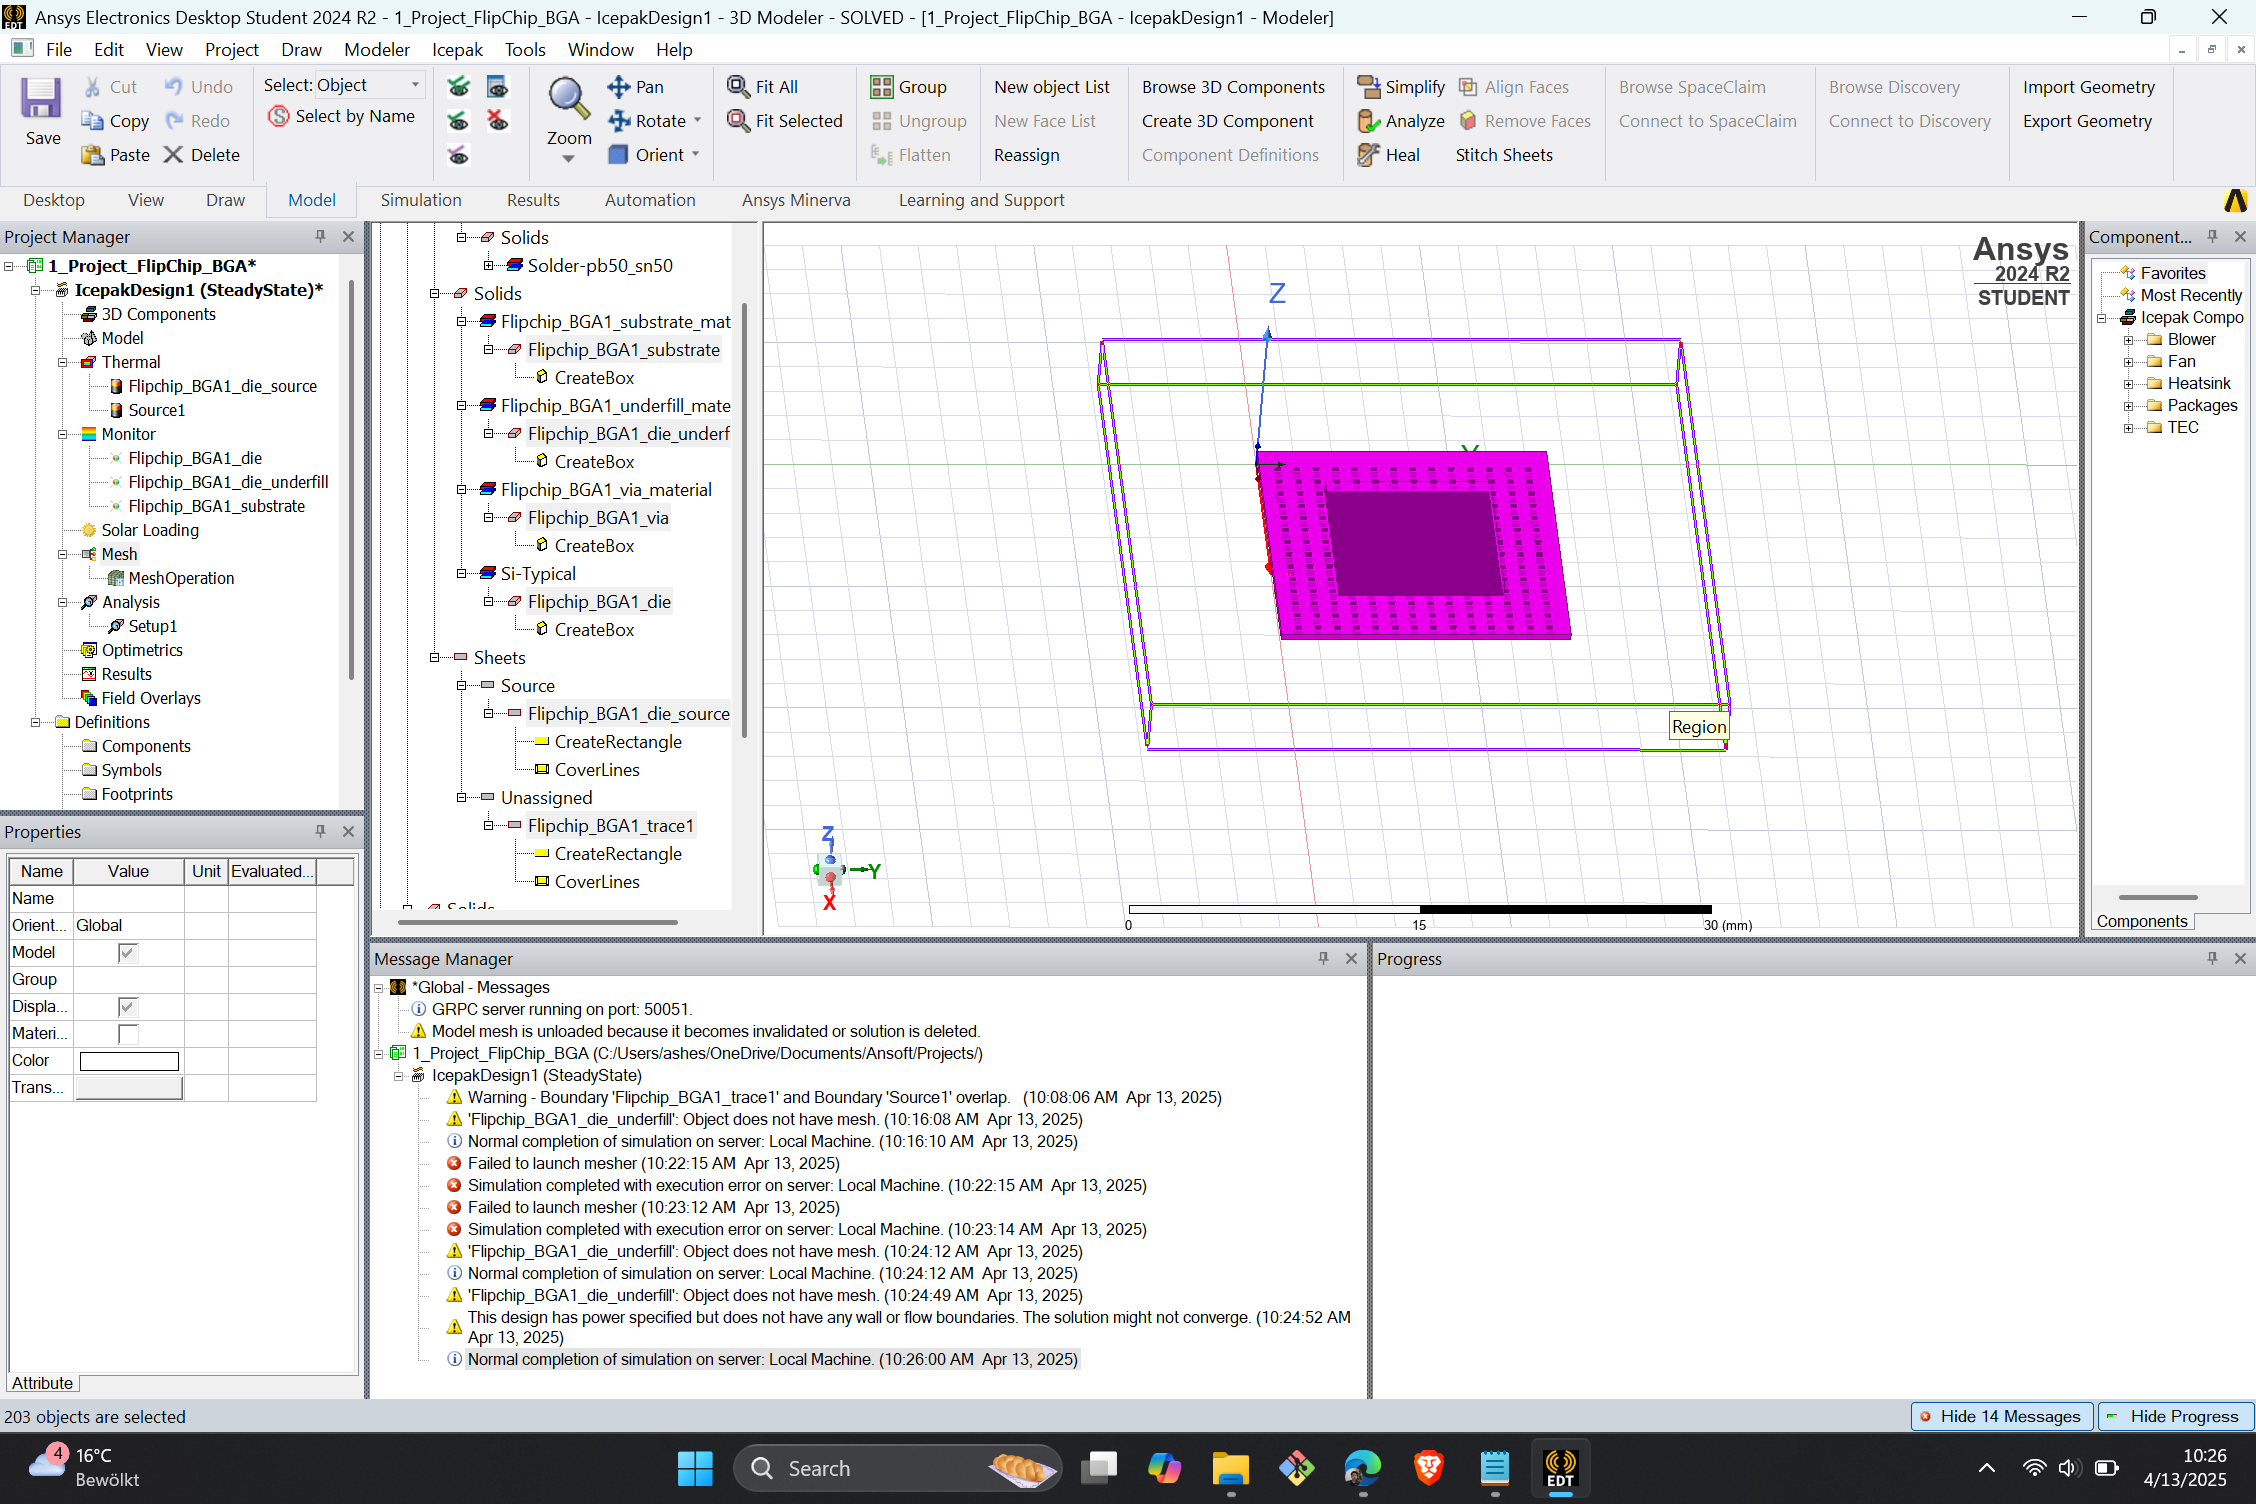 Ansys Electronics Desktop Student 2024 R2 - 1_Project_FlipChip_BGA - IcepakDesign1 - 3D Modeler - SOLVED - [1_Project_FlipChip_BGA - IcepakDesign1 - Modeler]
File Edit View Project Draw Modeler Icepak Tools Window Help
Save
Cut
Copy
Paste
Undo
Redo
Delete
Select: Object
Select by Name
Zoom
Pan
Rotate
Orient
Fit All
Fit Selected
Group
Ungroup
Flatten
New object List
New Face List
Reassign
Browse 3D Components
Create 3D Component
Component Definitions
Simplify
Analyze
Heal
Align Faces
Remove Faces
Stitch Sheets
Browse SpaceClaim
Connect to SpaceClaim
Browse Discovery
Connect to Discovery
Import Geometry
Export Geometry
Desktop View Draw Model Simulation Results Automation Ansys Minerva Learning and Support
Project Manager
1_Project_FlipChip_BGA*
IcepakDesign1 (SteadyState)*
3D Components
Model
Thermal
Flipchip_BGA1_die_source
Source1
Monitor
Flipchip_BGA1_die
Flipchip_BGA1_die_underfill
Flipchip_BGA1_substrate
Solar Loading
Mesh
MeshOperation
Analysis
Setup1
Optimetrics
Results
Field Overlays
Definitions
Components
Symbols
Footprints
Properties
Name Value Unit Evaluated...
Name
Orient... Global
Model
Group
Displa...
Materi...
Color
Trans...
Attribute
Solids
Solder-pb50_sn50
Solids
Flipchip_BGA1_substrate_mat
Flipchip_BGA1_substrate
CreateBox
Flipchip_BGA1_underfill_mate
Flipchip_BGA1_die_underf
CreateBox
Flipchip_BGA1_via_material
Flipchip_BGA1_via
CreateBox
Si-Typical
Flipchip_BGA1_die
CreateBox
Sheets
Source
Flipchip_BGA1_die_source
CreateRectangle
CoverLines
Unassigned
Flipchip_BGA1_trace1
CreateRectangle
CoverLines
Solids
Ansys
2024 R2
STUDENT
Z
Y
Region
Z
Y
X
0 15 30 (mm)
Component...
Favorites
Most Recently
Icepak Compo
Blower
Fan
Heatsink
Packages
TEC
Components
Message Manager
*Global - Messages
GRPC server running on port: 50051.
Model mesh is unloaded because it becomes invalidated or solution is deleted.
1_Project_FlipChip_BGA (C:/Users/ashes/OneDrive/Documents/Ansoft/Projects/)
IcepakDesign1 (SteadyState)
Warning - Boundary 'Flipchip_BGA1_trace1' and Boundary 'Source1' overlap. (10:08:06 AM Apr 13, 2025)
'Flipchip_BGA1_die_underfill': Object does not have mesh. (10:16:08 AM Apr 13, 2025)
Normal completion of simulation on server: Local Machine. (10:16:10 AM Apr 13, 2025)
Failed to launch mesher (10:22:15 AM Apr 13, 2025)
Simulation completed with execution error on server: Local Machine. (10:22:15 AM Apr 13, 2025)
Failed to launch mesher (10:23:12 AM Apr 13, 2025)
Simulation completed with execution error on server: Local Machine. (10:23:14 AM Apr 13, 2025)
'Flipchip_BGA1_die_underfill': Object does not have mesh. (10:24:12 AM Apr 13, 2025)
Normal completion of simulation on server: Local Machine. (10:24:12 AM Apr 13, 2025)
'Flipchip_BGA1_die_underfill': Object does not have mesh. (10:24:49 AM Apr 13, 2025)
This design has power specified but does not have any wall or flow boundaries. The solution might not converge. (10:24:52 AM
Apr 13, 2025)
Normal completion of simulation on server: Local Machine. (10:26:00 AM Apr 13, 2025)
Progress
203 objects are selected
Hide 14 Messages
Hide Progress
4
16°C
Bewölkt
Search
EDT
10:26
4/13/2025